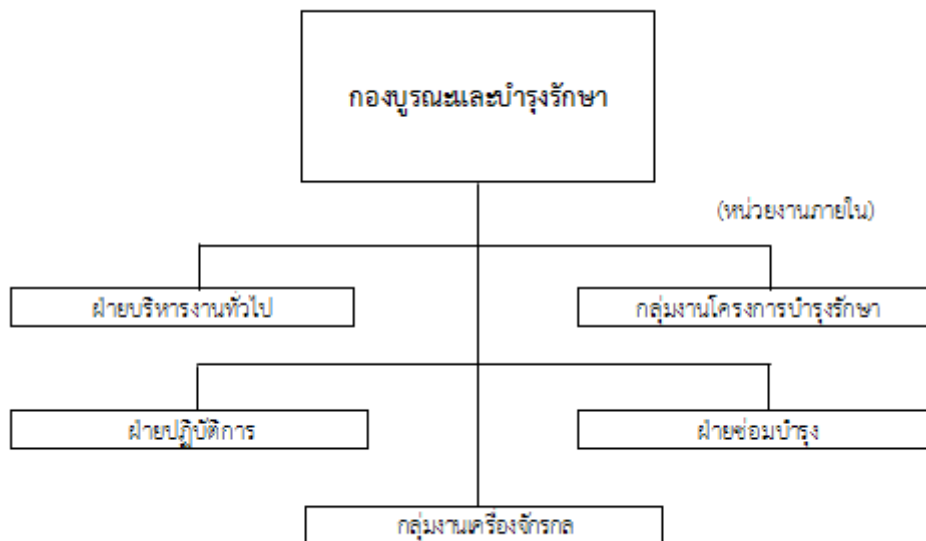 กองบูรณะและบำรุงรักษา
(หน่วยงานภายใน)
ฝ่ายบริหารงานทั่วไป
กลุ่มงานโครงการบำรุงรักษา
ฝ่ายปฏิบัติการ
ฝ่ายซ่อมบำรุง
กลุ่มงานเครื่องจักรกล